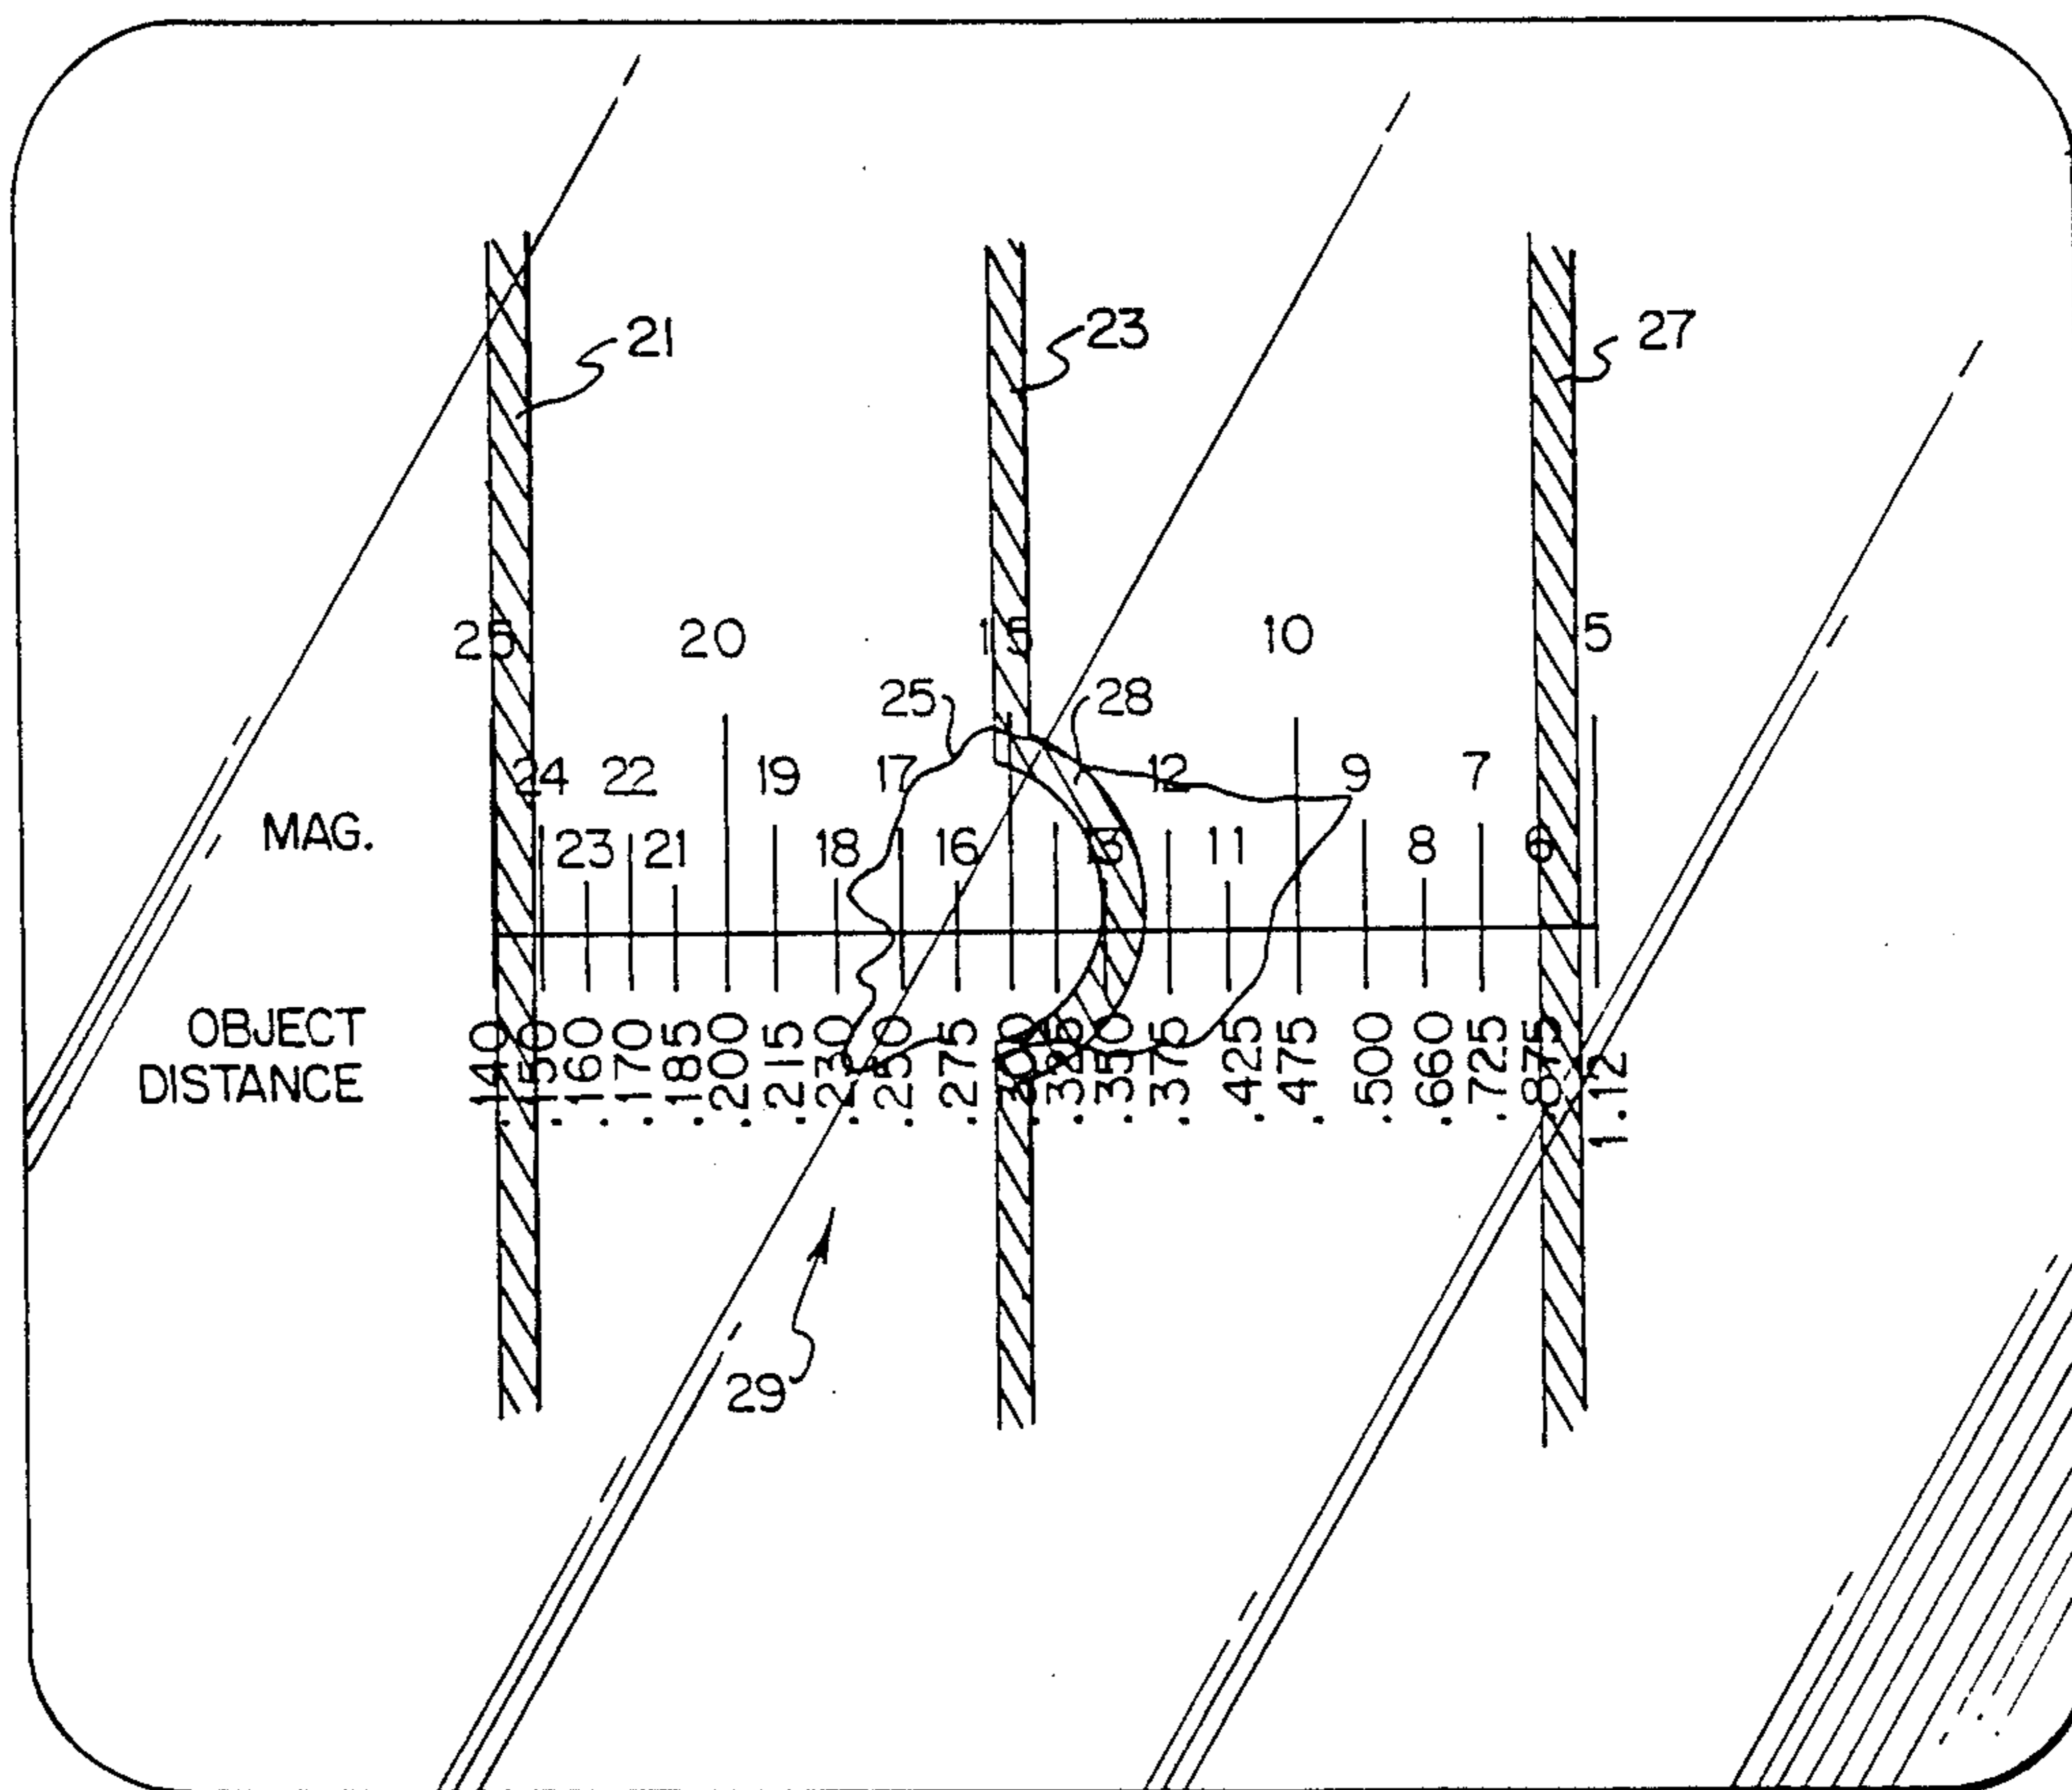 21 23 27
25 20 15 10 5
25 28
24 22 19 17 12 9 7
MAG. 23 21 18 16 13 11 8 6
OBJECT
DISTANCE
.140 .150 .160 .170 .185 .200 .215 .230 .250 .275 .300 .325 .350 .375 .425 .475 .500 .660 .725 .875 1.12
29